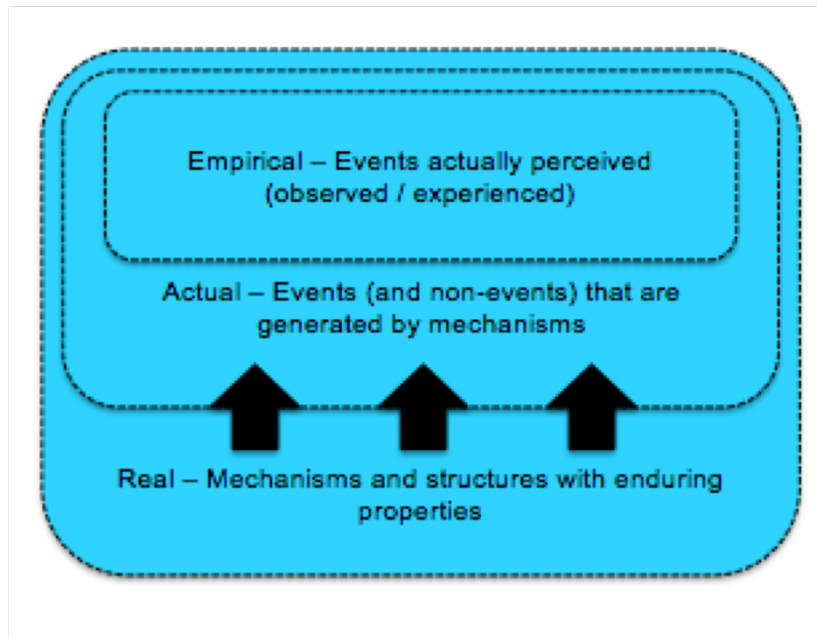 Empirical – Events actually perceived
(observed / experienced)
Actual – Events (and non-events) that are
generated by mechanisms
Real – Mechanisms and structures with enduring
properties